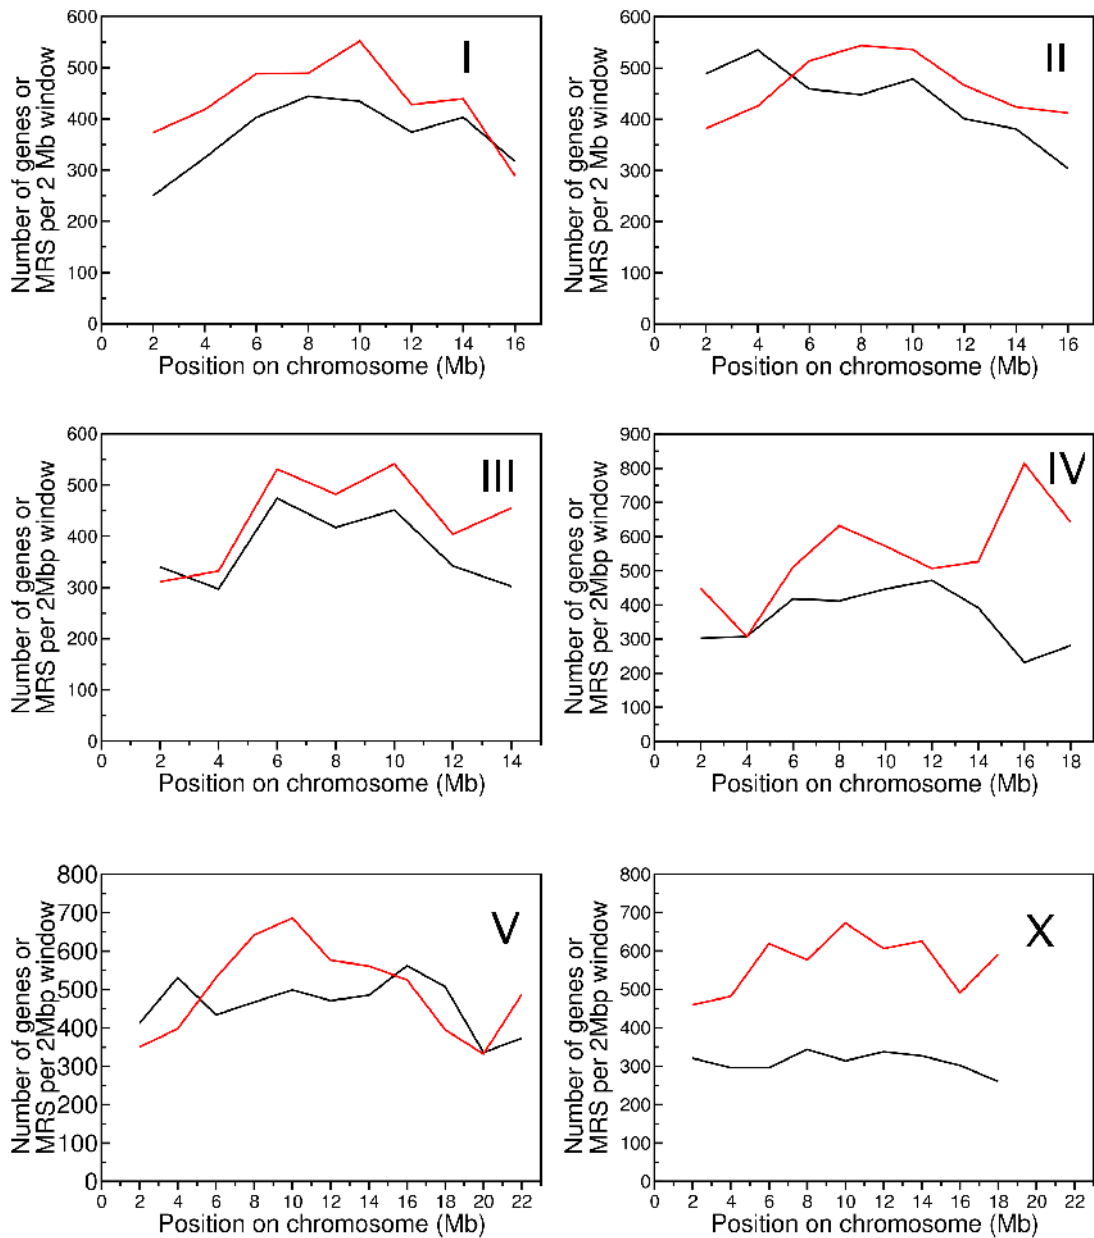 Number of genes or
MRS per 2 Mb window
600
500
400
300
200
100
0
I
0 2 4 6 8 10 12 14 16
Position on chromosome (Mb)
Number of genes or
MRS per 2 Mb window
600
500
400
300
200
100
0
II
0 2 4 6 8 10 12 14 16
Position on chromosome (Mb)
Number of genes or
MRS per 2Mbp window
600
500
400
300
200
100
0
III
0 2 4 6 8 10 12 14
Position on chromosome (Mb)
Number of genes or
MRS per 2Mbp window
900
800
700
600
500
400
300
200
100
0
IV
0 2 4 6 8 10 12 14 16 18
Position on chromosome (Mb)
Number of genes or
MRS per 2Mbp window
800
700
600
500
400
300
200
100
0
V
0 2 4 6 8 10 12 14 16 18 20 22
Position on chromosome (Mb)
Number of genes or
MRS per 2Mbp window
800
700
600
500
400
300
200
100
0
X
0 2 4 6 8 10 12 14 16 18 20 22
Position on chromosome (Mb)